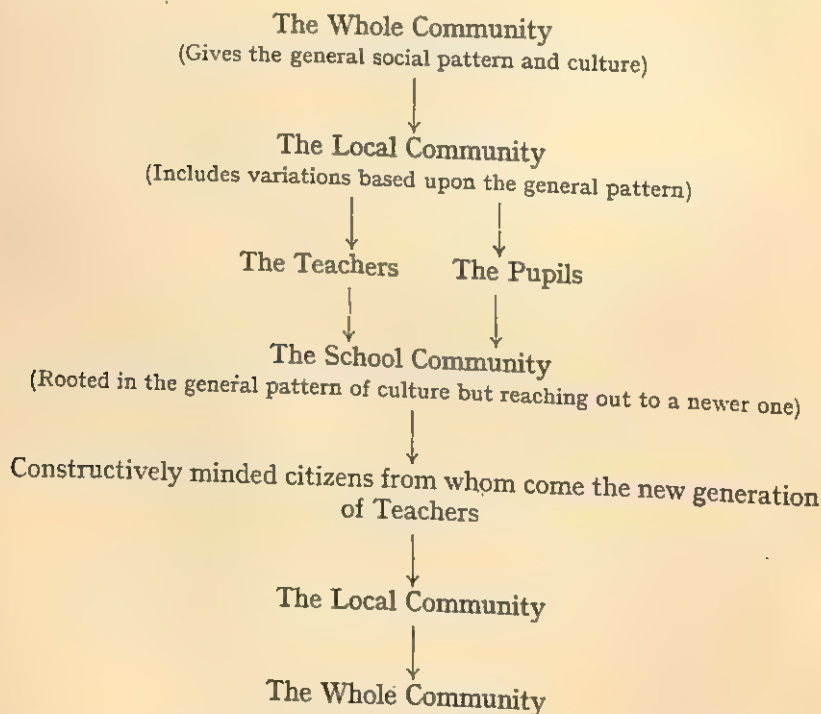 The Whole Community
(Gives the general social pattern and culture)
The Local Community
(Includes variations based upon the general pattern)
The Teachers The Pupils
The School Community
(Rooted in the general pattern of culture but reaching out to a newer one)
Constructively minded citizens from whom come the new generation
of Teachers
The Local Community
The Whole Community